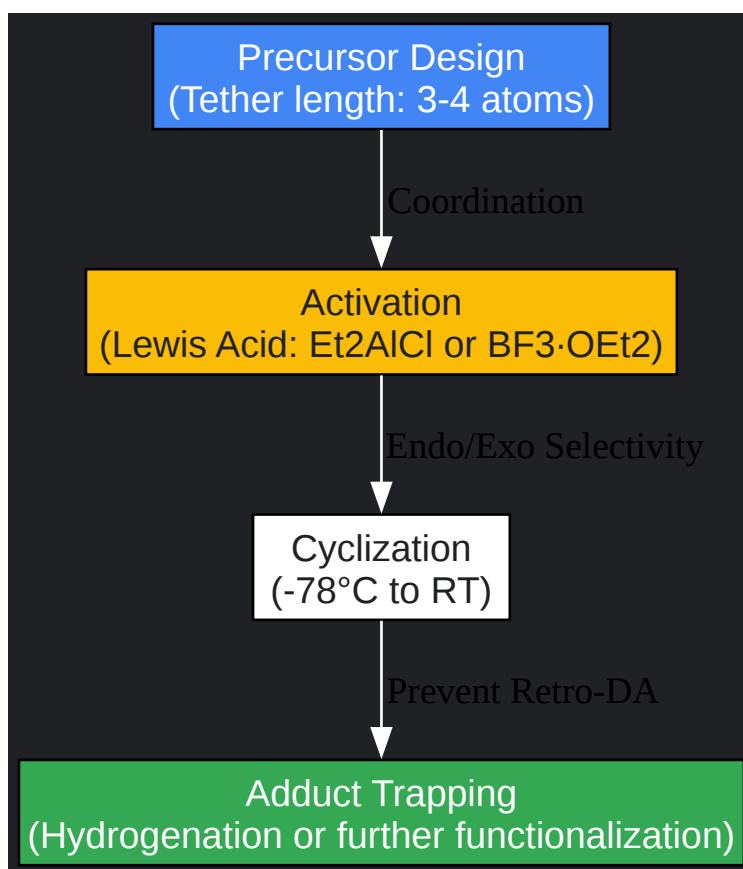 Precursor Design
(Tether length: 3-4 atoms)
Coordination
Activation
(Lewis Acid: Et2AlCl or BF3·OEt2)
Endo/Exo Selectivity
Cyclization
(-78°C to RT)
Prevent Retro-DA
Adduct Trapping
(Hydrogenation or further functionalization)